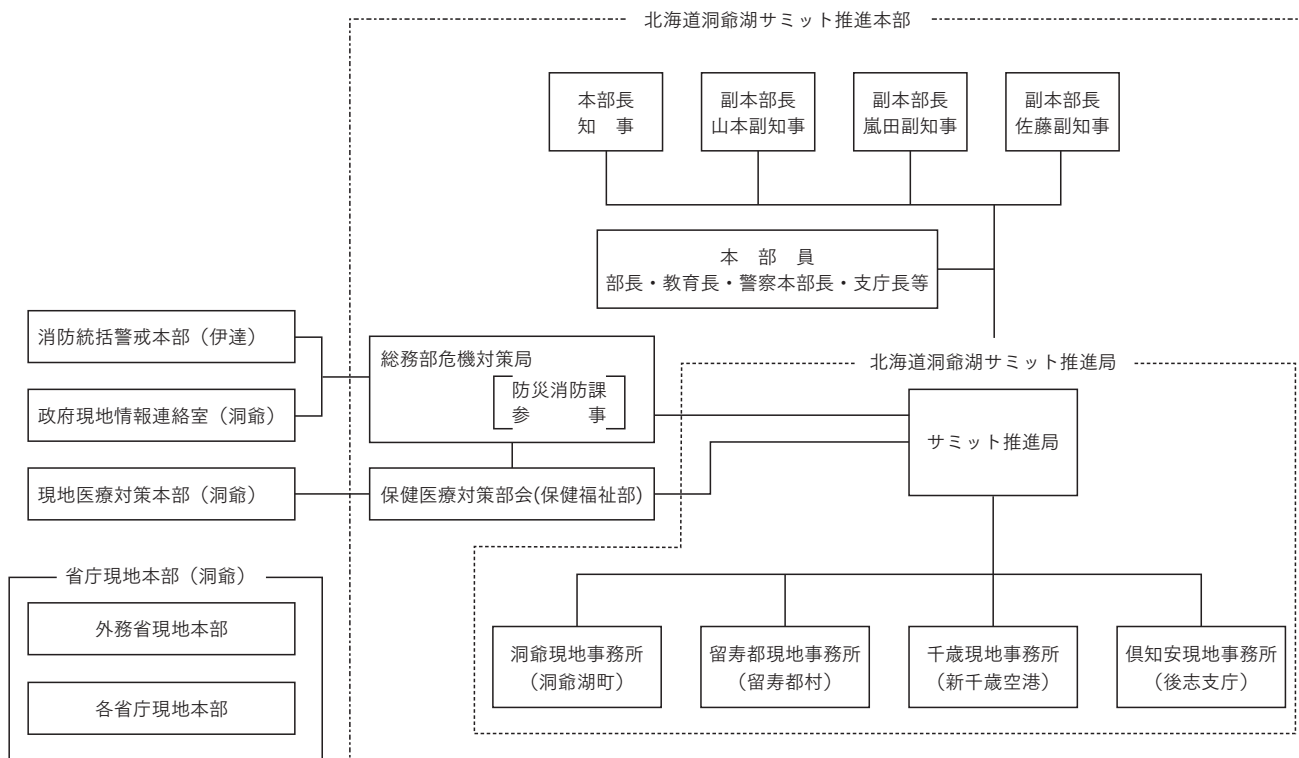 北海道洞爺湖サミット推進本部
本部長
知　事
副本部長
山本副知事
副本部長
嵐田副知事
副本部長
佐藤副知事
本　部　員
部長・教育長・警察本部長・支庁長等
消防統括警戒本部（伊達）
政府現地情報連絡室（洞爺）
現地医療対策本部（洞爺）
総務部危機対策局
防災消防課
参　　　事
保健医療対策部会(保健福祉部)
北海道洞爺湖サミット推進局
サミット推進局
省庁現地本部（洞爺）
外務省現地本部
各省庁現地本部
洞爺現地事務所
（洞爺湖町）
留寿都現地事務所
（留寿都村）
千歳現地事務所
（新千歳空港）
倶知安現地事務所
（後志支庁）